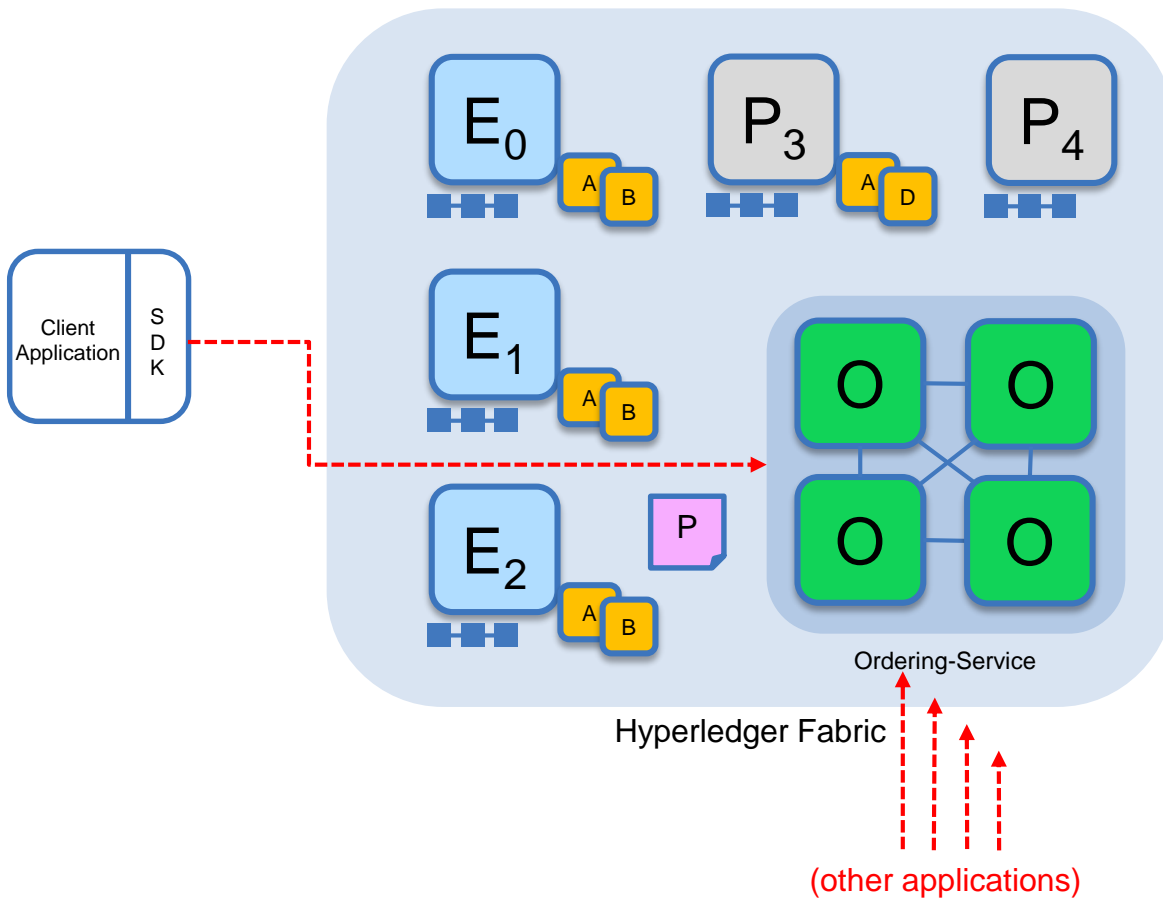 E0
A
B
P3
A
D
P4
Client
Application
S
D
K
E1
A
B
O
O
E2
A
B
P
O
O
Ordering-Service
Hyperledger Fabric
(other applications)